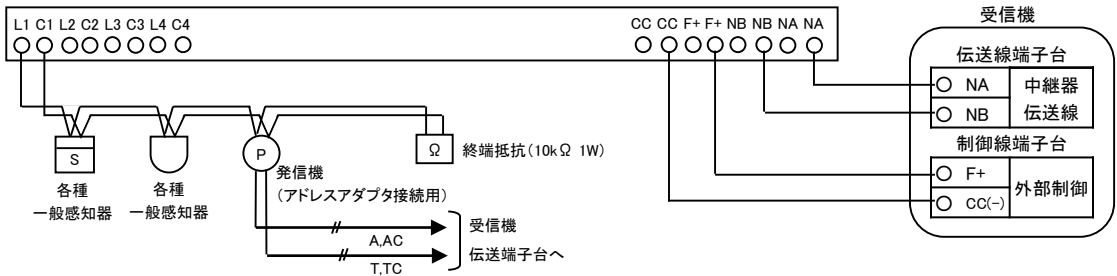 L1 C1 L2 C2 L3 C3 L4 C4
CC CC F+ F+ NB NB NA NA
受信機
伝送線端子台
NA
NB
中継器
伝送線
制御線端子台
F+
CC(-)
外部制御
S
各種
一般感知器
各種
一般感知器
P
発信機
(アドレスアダプタ接続用)
Ω
終端抵抗(10kΩ 1W)
A,AC
T,TC
受信機
伝送端子台へ